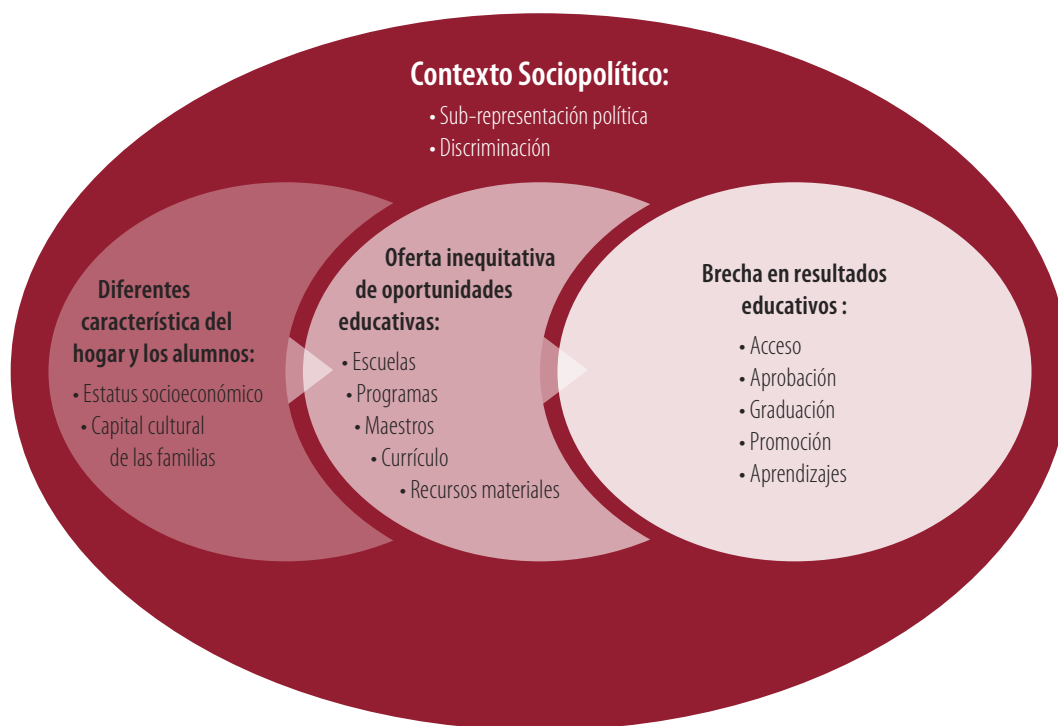 Contexto Sociopolítico:
• Sub-representación política
• Discriminación
Diferentes
característica del
hogar y los alumnos:
• Estatus socioeconómico
• Capital cultural
de las familias
Oferta inequitativa
de oportunidades
educativas:
• Escuelas
• Programas
• Maestros
• Currículo
• Recursos materiales
Brecha en resultados
educativos :
• Acceso
• Aprobación
• Graduación
• Promoción
• Aprendizajes